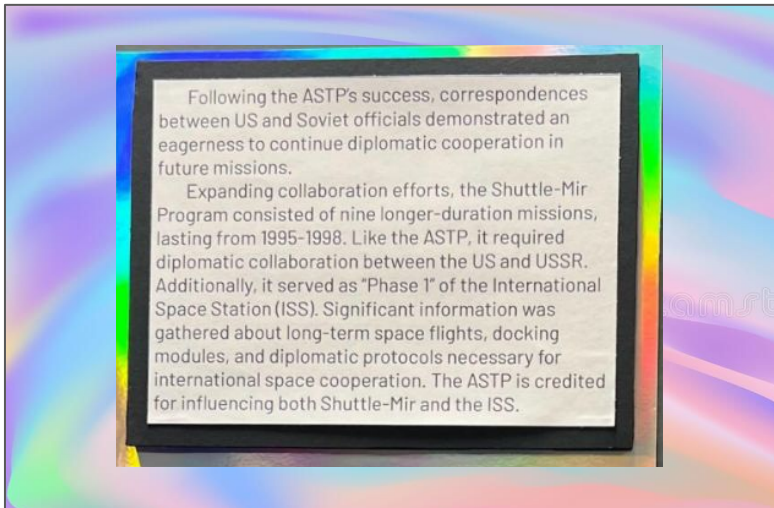 Following the ASTP's success, correspondences
between US and Soviet officials demonstrated an
eagerness to continue diplomatic cooperation in
future missions.
Expanding collaboration efforts, the Shuttle-Mir
Program consisted of nine longer-duration missions,
lasting from 1995-1998. Like the ASTP, it required
diplomatic collaboration between the US and USSR.
Additionally, it served as "Phase 1" of the International
Space Station (ISS). Significant information was
gathered about long-term space flights, docking
modules, and diplomatic protocols necessary for
international space cooperation. The ASTP is credited
for influencing both Shuttle-Mir and the ISS.